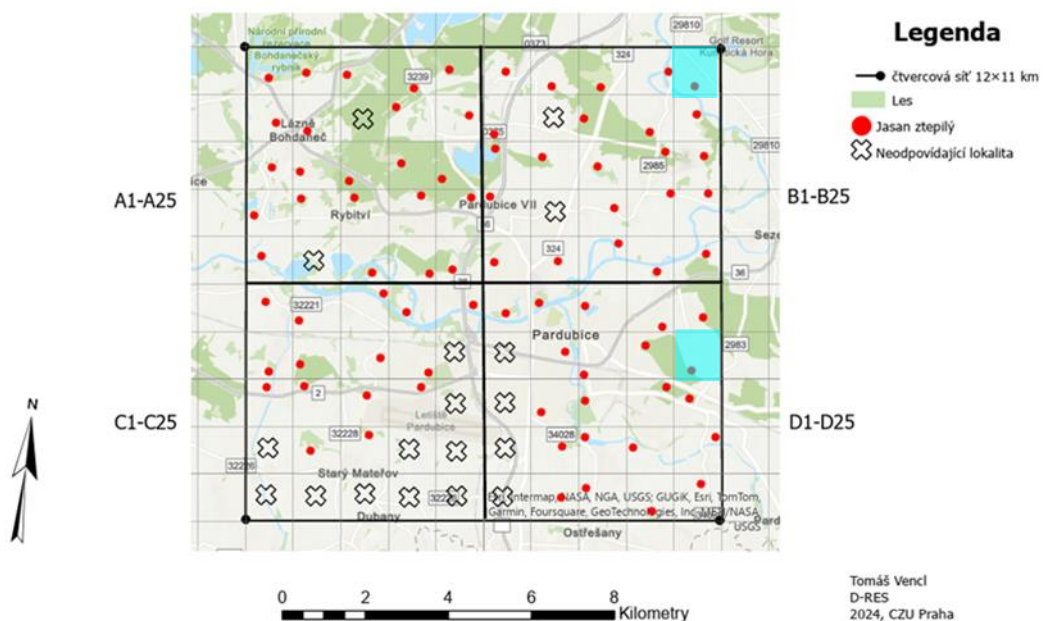 29810
Národní přírodní
rezervace
Bohdanečský
rybník
0373
324
Golf Resort
Kunětická Hora
3239
Lázně
Bohdaneč
29810
2985
A1-A25
B1-B25
Rybitví
Pardubice VII
Seze
36
324
36
32221
Pardubice
2983
C1-C25
2
Letiště
Pardubice
D1-D25
32228
34028
Starý Mateřov
Dubany
Esri, Intermap, NASA, NGA, USGS; GUGiK, Esri, TomTom,
Garmin, Foursquare, GeoTechnologies, Inc, METI/NASA,
USGS
Pard
Ostřešany
N
Legenda
čtvercová síť 12×11 km
Les
Jasan ztepilý
Neodpovídající lokalita
0 2 4 6 8
Kilometry
Tomáš Vencl
D-RES
2024, CZU Praha